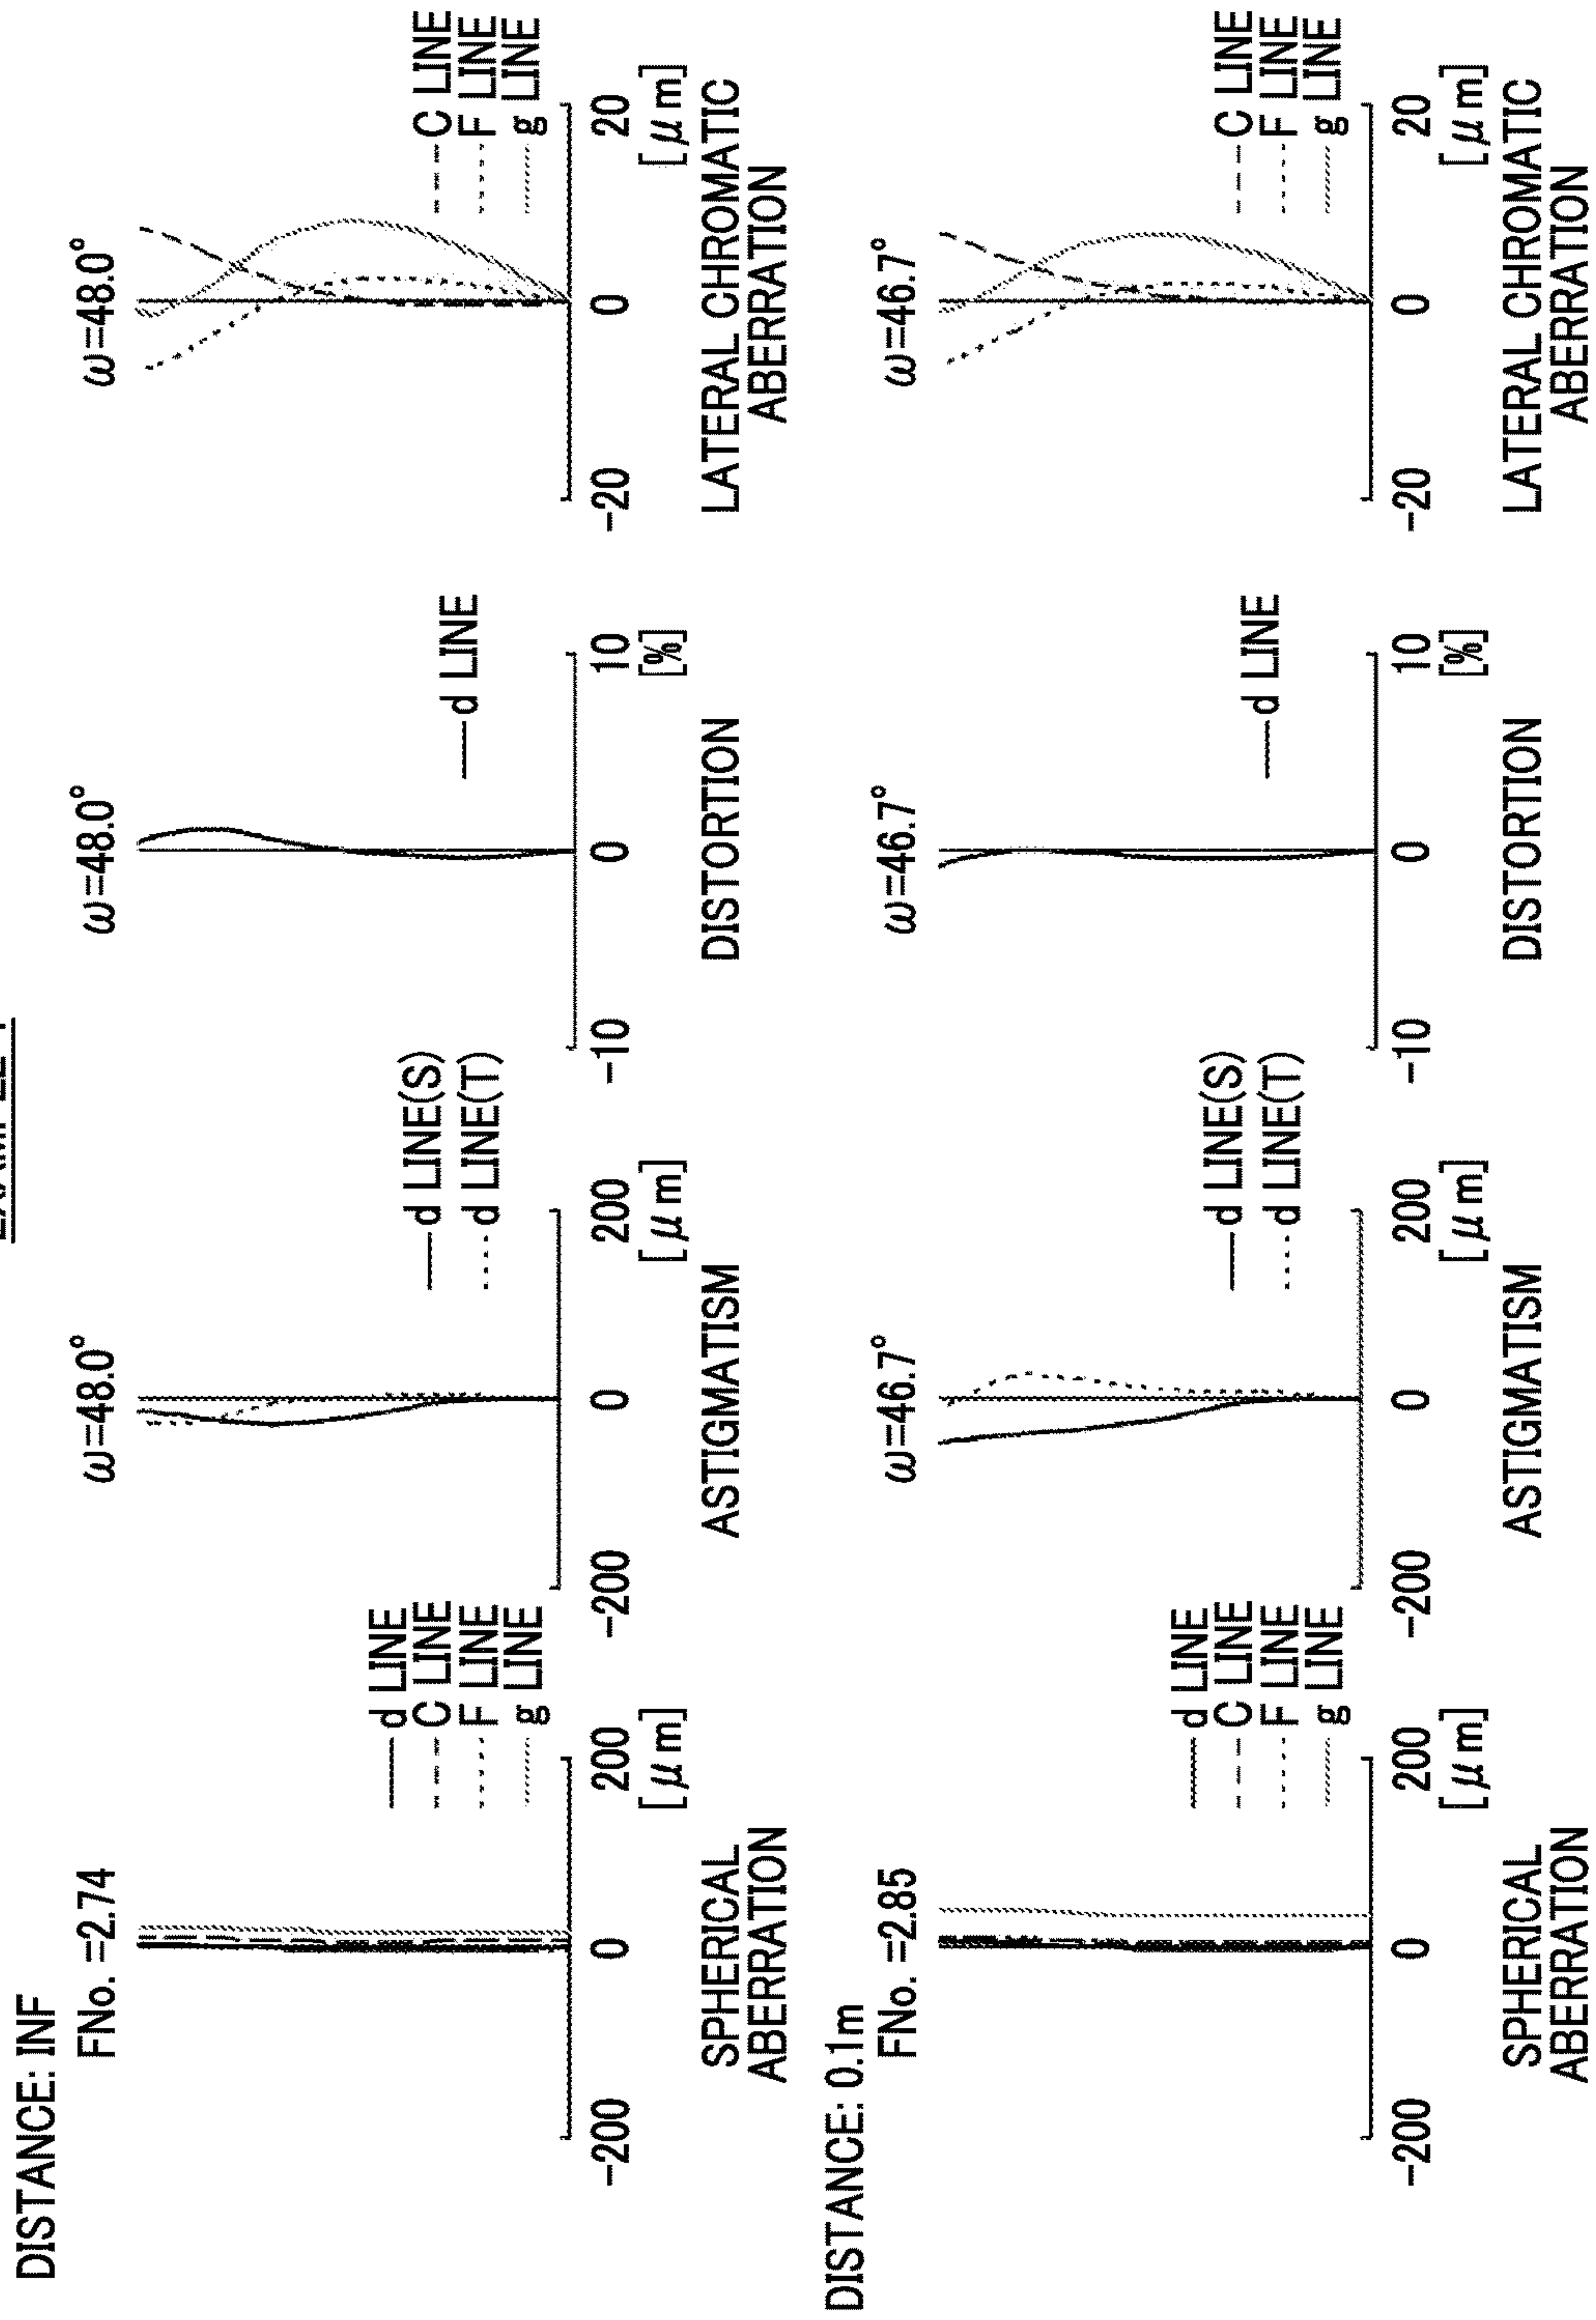 DISTANCE: INF
FNo. =2.74
d LINE
C LINE
F LINE
g LINE
-200
0
200
[μm]
SPHERICAL
ABERRATION
ω=48.0°
d LINE(S)
d LINE(T)
-200
0
200
[μm]
ASTIGMATISM
ω=48.0°
d LINE
-10
0
10
[%]
DISTORTION
ω=48.0°
C LINE
F LINE
g LINE
-20
0
20
[μm]
LATERAL CHROMATIC
ABERRATION
DISTANCE: 0.1m
FNo. =2.85
d LINE
C LINE
F LINE
g LINE
-200
0
200
[μm]
SPHERICAL
ABERRATION
ω=46.7°
d LINE(S)
d LINE(T)
-200
0
200
[μm]
ASTIGMATISM
ω=46.7°
d LINE
-10
0
10
[%]
DISTORTION
ω=46.7°
C LINE
F LINE
g LINE
-20
0
20
[μm]
LATERAL CHROMATIC
ABERRATION